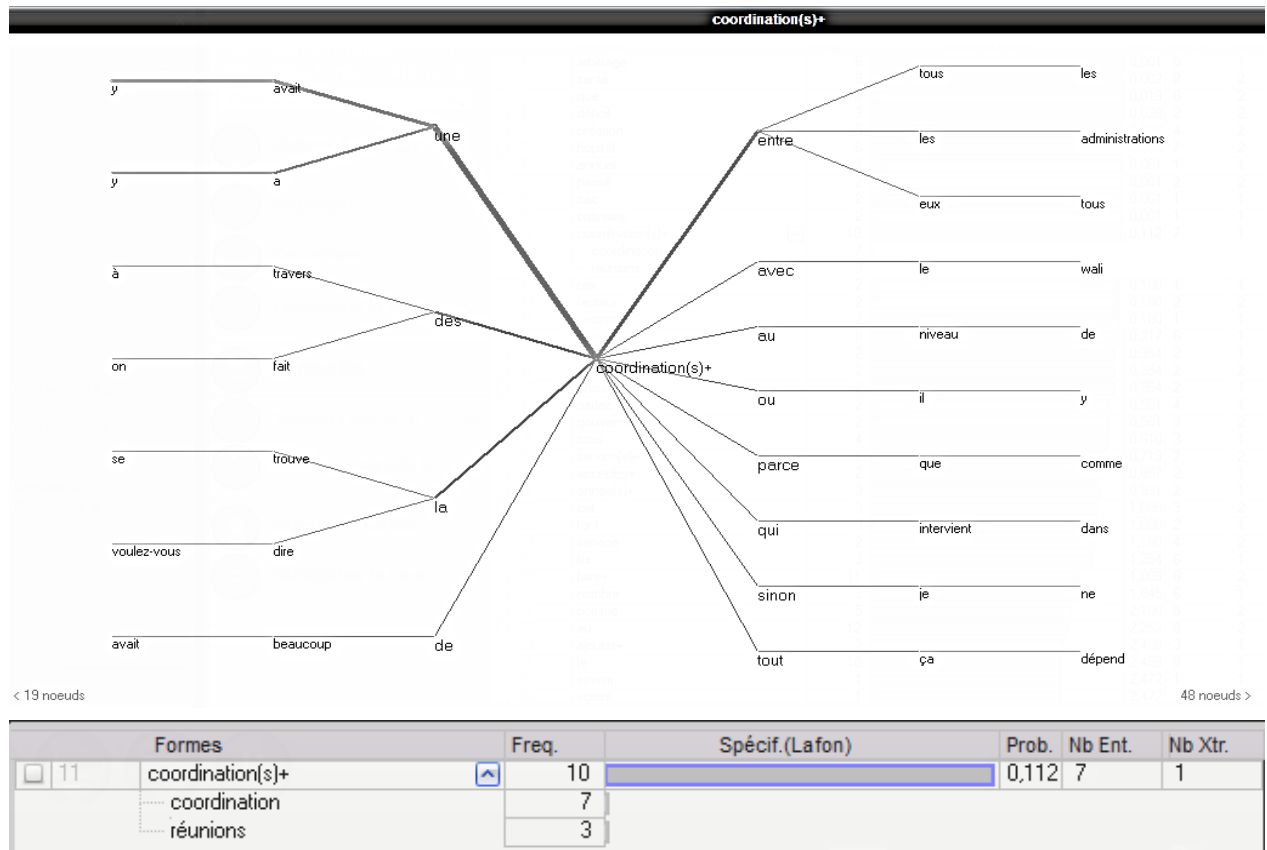 coordination(s)+
y avait une
y a
à travers des
on fait
se trouve la
voulez-vous dire
avait beaucoup de
coordination(s)+
entre tous les
les administrations
eux tous
avec le wali
au niveau de
ou il y
parce que comme
qui intervient dans
sinon je ne
tout ça dépend
< 19 noeuds
48 noeuds >
Formes Freq. Spécif.(Lafon) Prob. Nb Ent. Nb Xtr.
11 coordination(s)+ 10 0,112 7 1
coordination 7
réunions 3